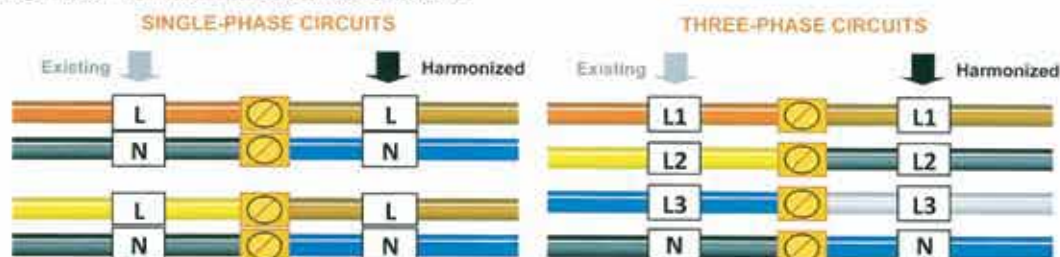 SINGLE-PHASE CIRCUITS
Existing
Harmonized
L L
N N
L L
N N
THREE-PHASE CIRCUITS
Existing
Harmonized
L1 L1
L2 L2
L3 L3
N N